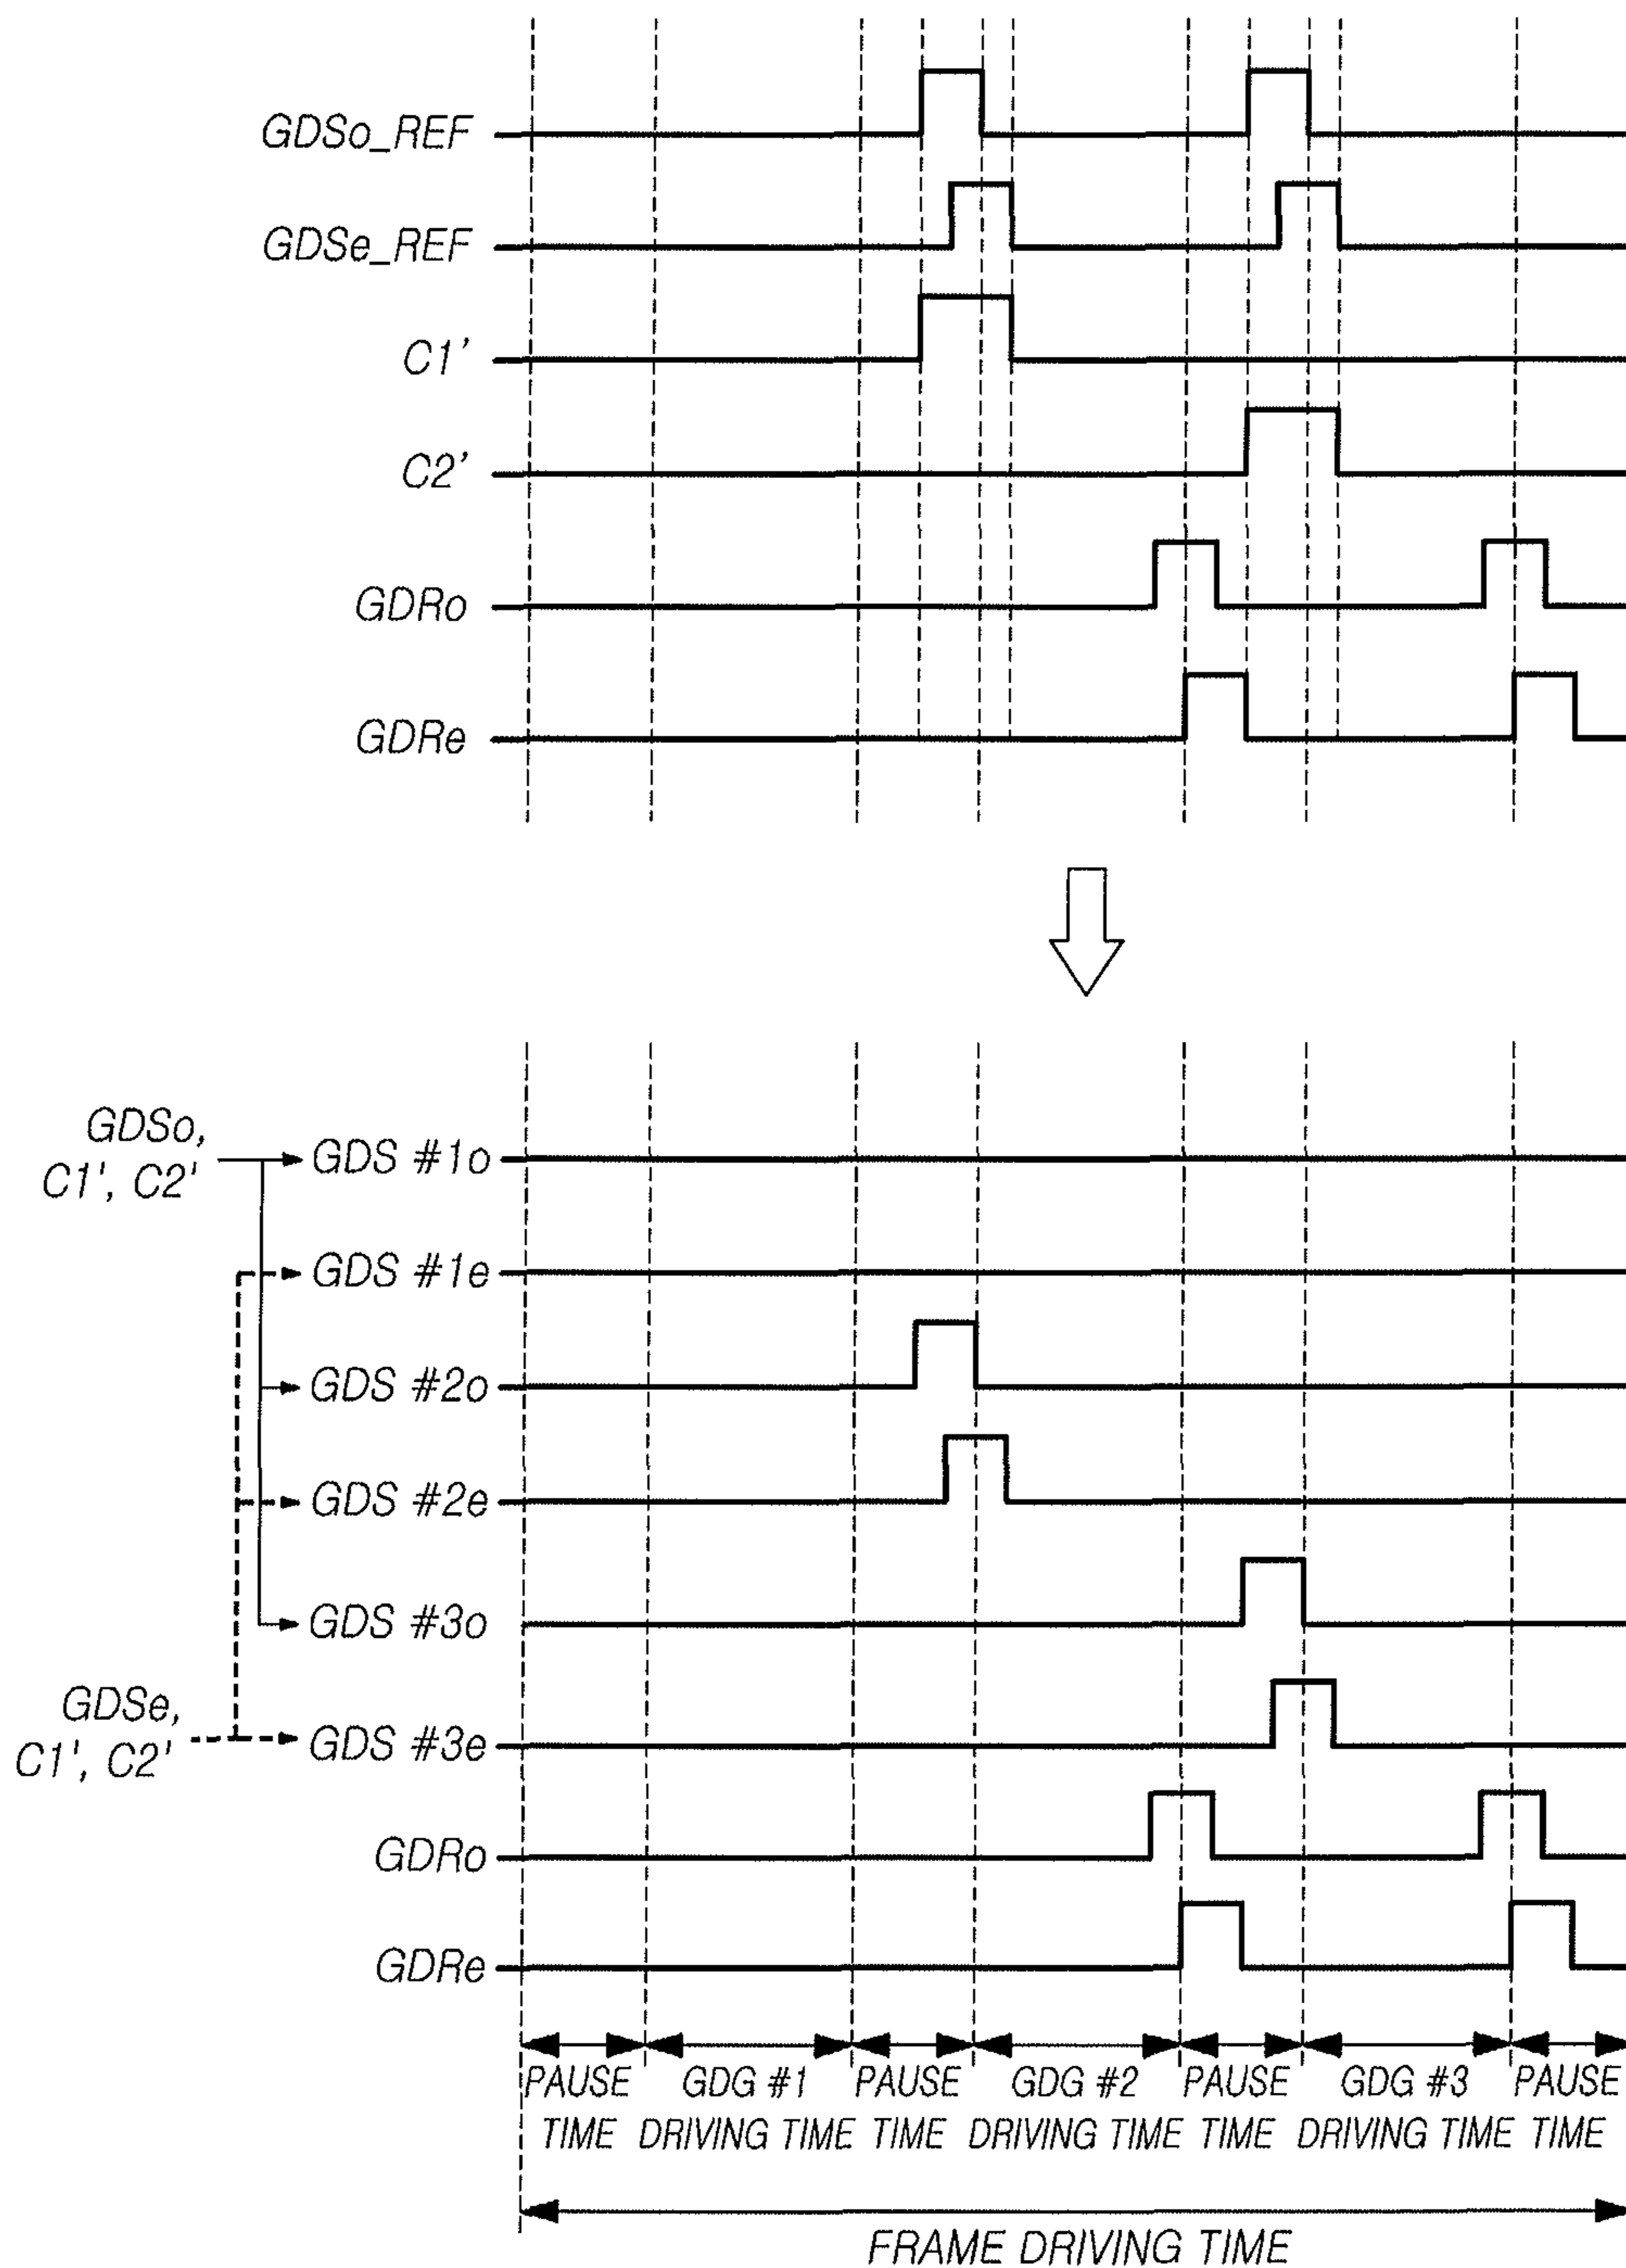 GDSo_REF
GDSe_REF
C1'
C2'
GDRo
GDRe
GDSo,
C1', C2'
GDS #1o
GDS #1e
GDS #2o
GDS #2e
GDS #3o
GDSe,
C1', C2'
GDS #3e
GDRo
GDRe
PAUSE GDG #1 PAUSE GDG #2 PAUSE GDG #3 PAUSE
TIME DRIVING TIME TIME DRIVING TIME TIME DRIVING TIME TIME
FRAME DRIVING TIME